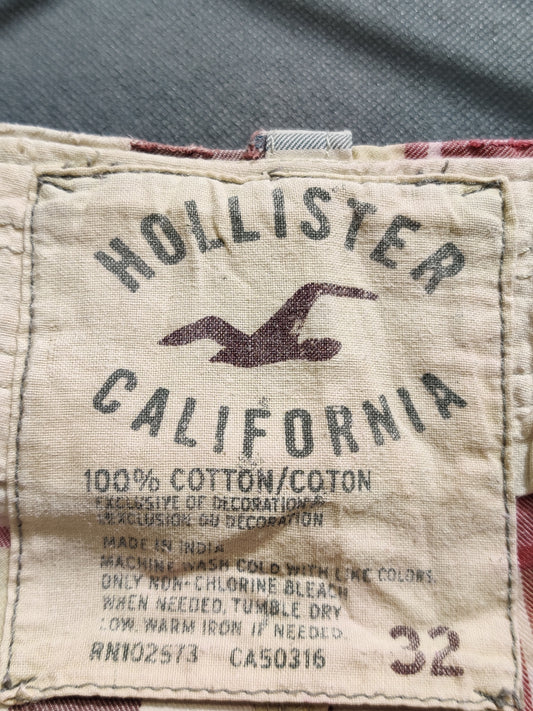 HOLLISTER
CALIFORNIA
100% COTTON/COTON
EXCLUSIVE OF DECORATION
EXCLUSION DU DECORATION
MADE IN INDIA
MACHINE WASH COLD WITH LIKE COLORS.
ONLY NON-CHLORINE BLEACH
WHEN NEEDED, TUMBLE DRY
LOW. WARM IRON IF NEEDED.
RN102573 CA50316 32